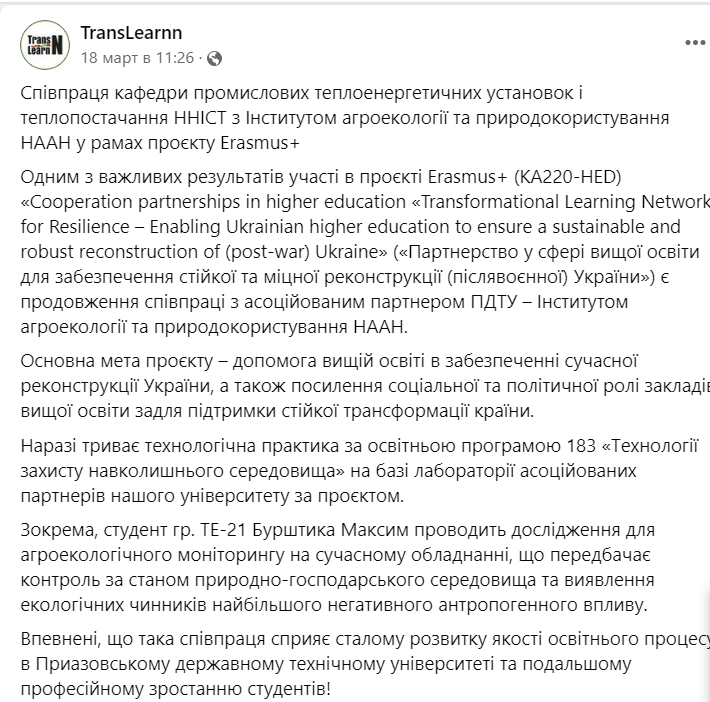 Trans
Learn N
TransLearnn
18 март в 11:26 ·
Співпраця кафедри промислових теплоенергетичних установок і
теплопостачання ННІСТ з Інститутом агроекології та природокористування
НААН у рамах проєкту Erasmus+
Одним з важливих результатів участі в проєкті Erasmus+ (KA220-HED)
«Cooperation partnerships in higher education «Transformational Learning Network
for Resilience – Enabling Ukrainian higher education to ensure a sustainable and
robust reconstruction of (post-war) Ukraine» («Партнерство у сфері вищої освіти
для забезпечення стійкої та міцної реконструкції (післявоєнної) України») є
продовження співпраці з асоційованим партнером ПДТУ – Інститутом
агроекології та природокористування НААН.
Основна мета проєкту – допомога вищій освіті в забезпеченні сучасної
реконструкції України, а також посилення соціальної та політичної ролі закладів
вищої освіти задля підтримки стійкої трансформації країни.
Наразі триває технологічна практика за освітньою програмою 183 «Технології
захисту навколишнього середовища» на базі лабораторії асоційованих
партнерів нашого університету за проєктом.
Зокрема, студент гр. ТЕ-21 Бурштика Максим проводить дослідження для
агроекологічного моніторингу на сучасному обладнанні, що передбачає
контроль за станом природно-господарського середовища та виявлення
екологічних чинників найбільшого негативного антропогенного впливу.
Впевнені, що така співпраця сприяє сталому розвитку якості освітнього процесу
в Приазовському державному технічному університеті та подальшому
професійному зростанню студентів!